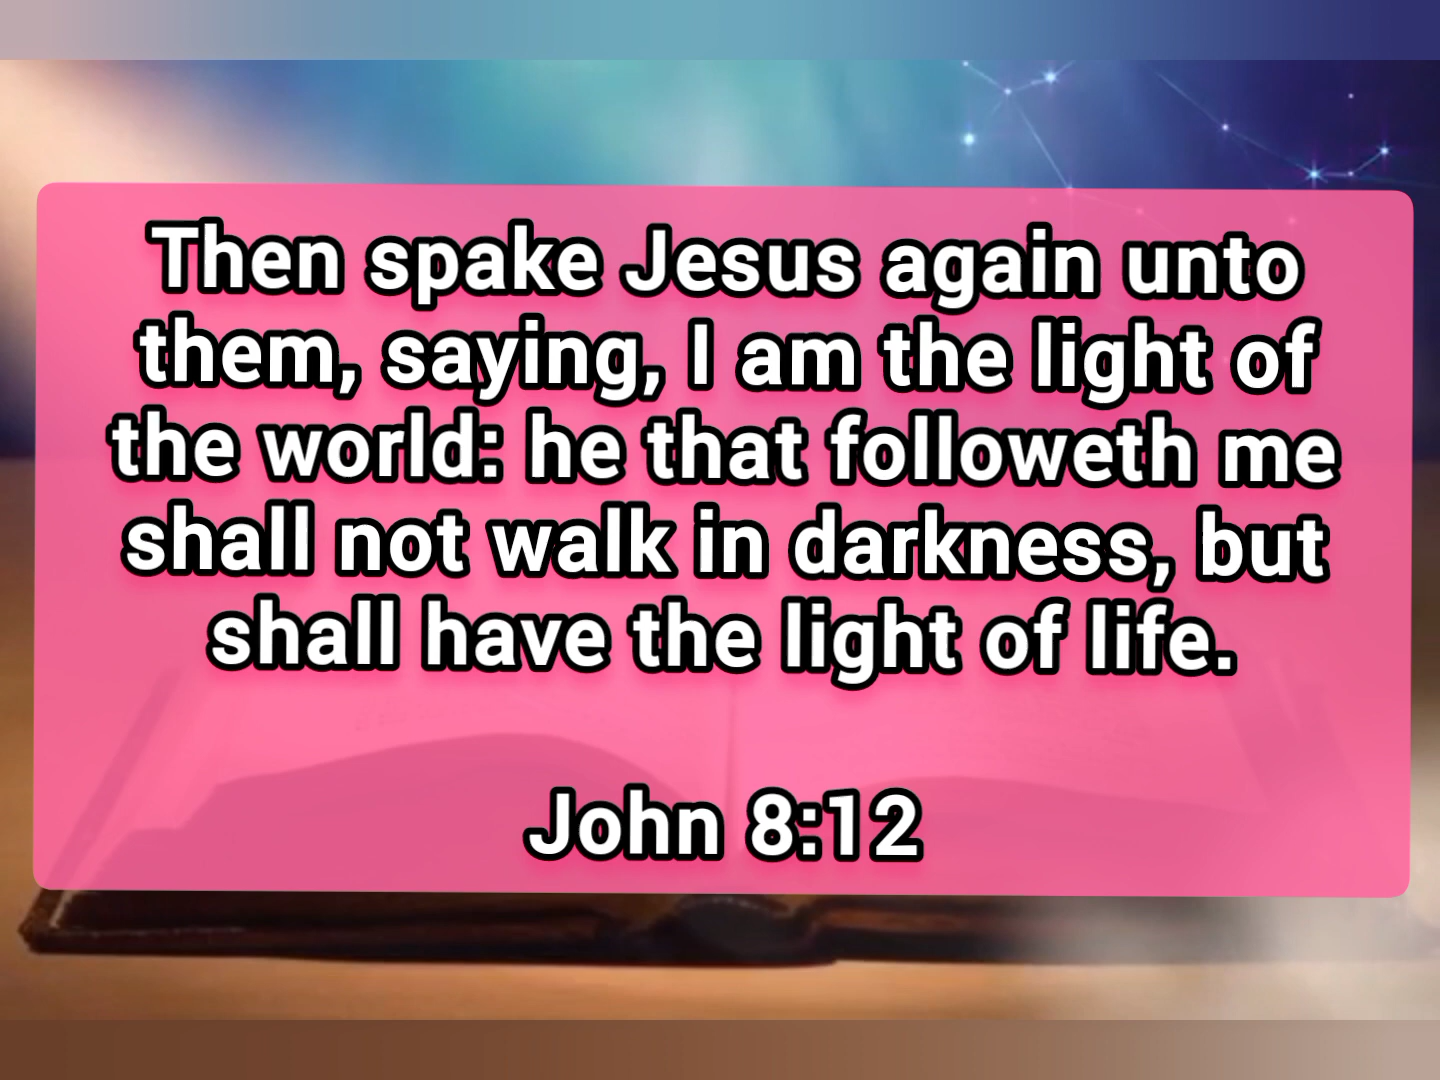 Then spake Jesus again unto
them, saying, I am the light of
the world: he that followeth me
shall not walk in darkness, but
shall have the light of life.
John 8:12